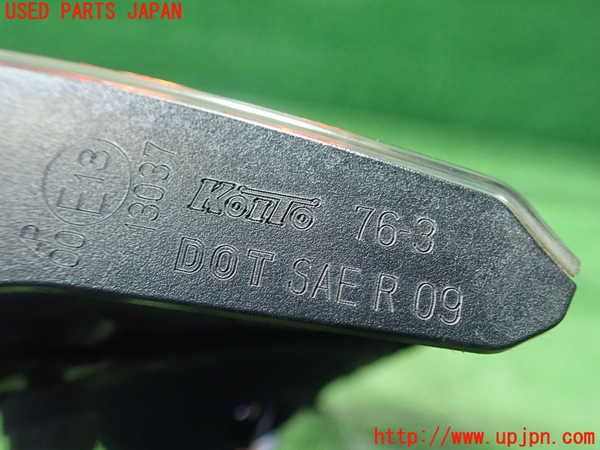 USED PARTS JAPAN
E13
R
00
13037
KOITO 76-3
DOT SAE R 09
http://www.upjpn.com/